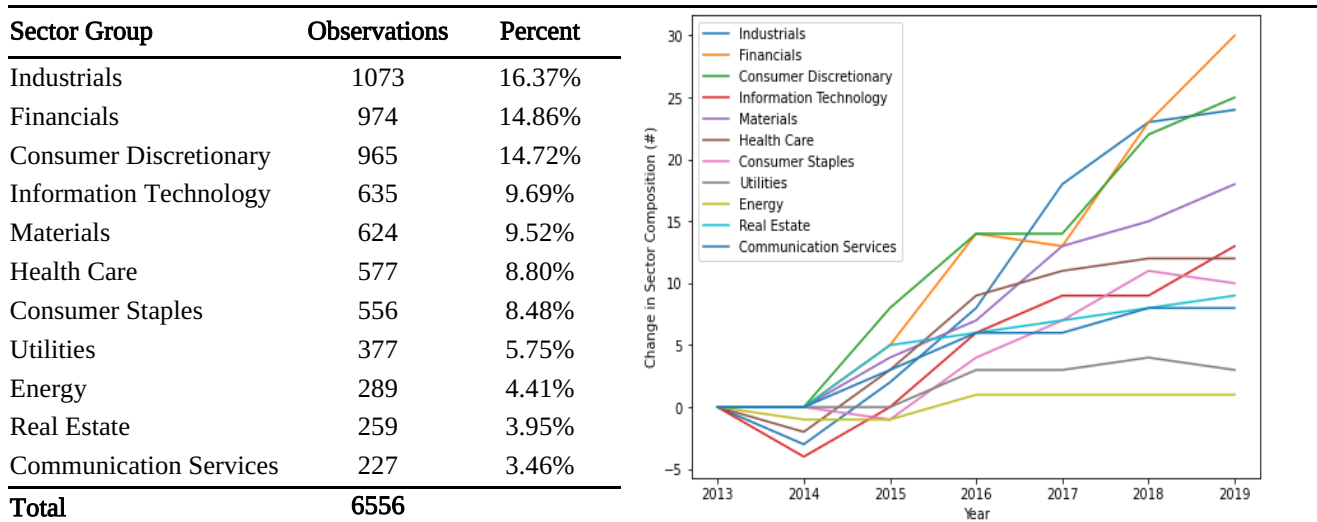 Sector Group Observations Percent
Industrials 1073 16.37%
Financials 974 14.86%
Consumer Discretionary 965 14.72%
Information Technology 635 9.69%
Materials 624 9.52%
Health Care 577 8.80%
Consumer Staples 556 8.48%
Utilities 377 5.75%
Energy 289 4.41%
Real Estate 259 3.95%
Communication Services 227 3.46%
Total 6556
Industrials
Financials
Consumer Discretionary
Information Technology
Materials
Health Care
Consumer Staples
Utilities
Energy
Real Estate
Communication Services
Change in Sector Composition (#)
30
25
20
15
10
5
0
−5
2013 2014 2015 2016 2017 2018 2019
Year